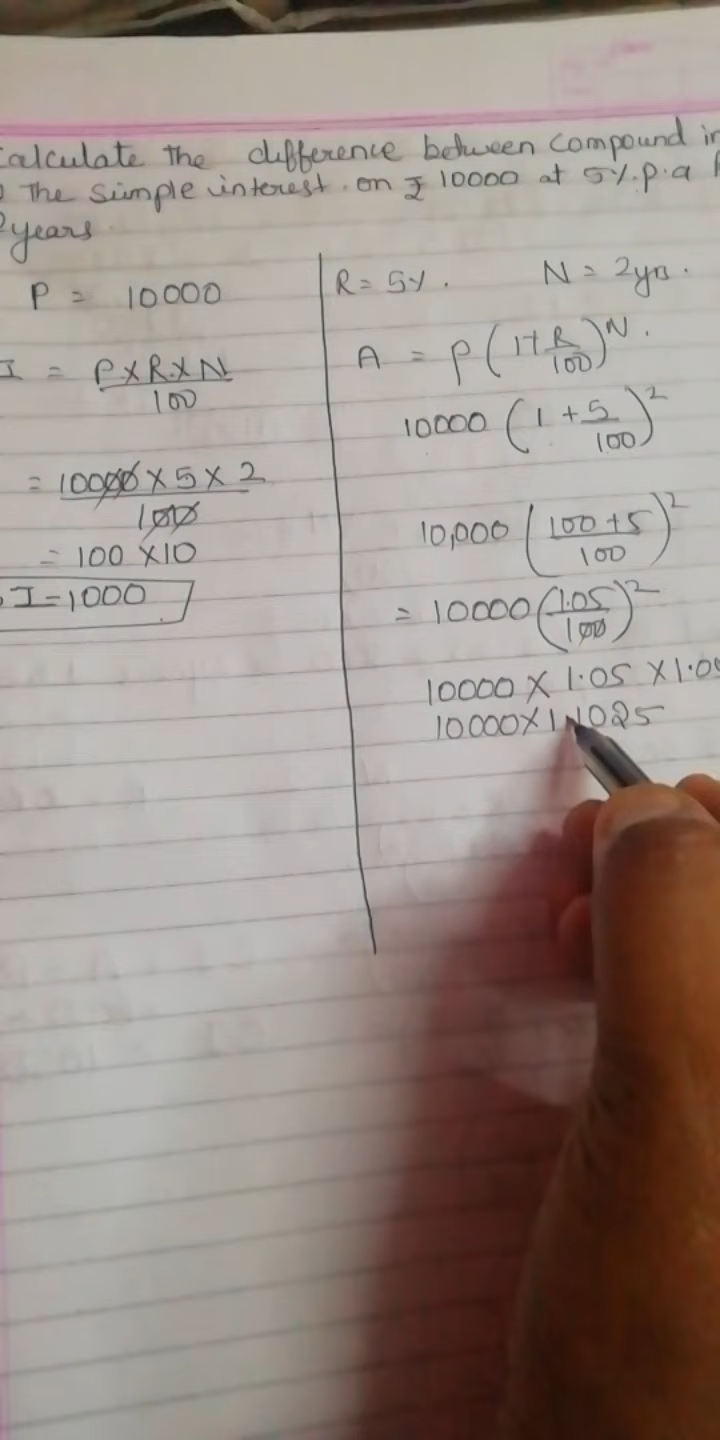 Calculate the difference between compound in
the simple interest. on ₹ 10000 at 5%.p.a
years
P = 10000
I = P×R×N/100
= 10000×5×2/100
= 100 ×10
I=1000
R= 5%. N = 2yrs.
A = P(1+R/100)^N.
10000 (1+5/100)^2
10,000 (100+5/100)^2
= 10000(1.05/100)^2
10000 × 1.05 ×1.0
10000×1.1025